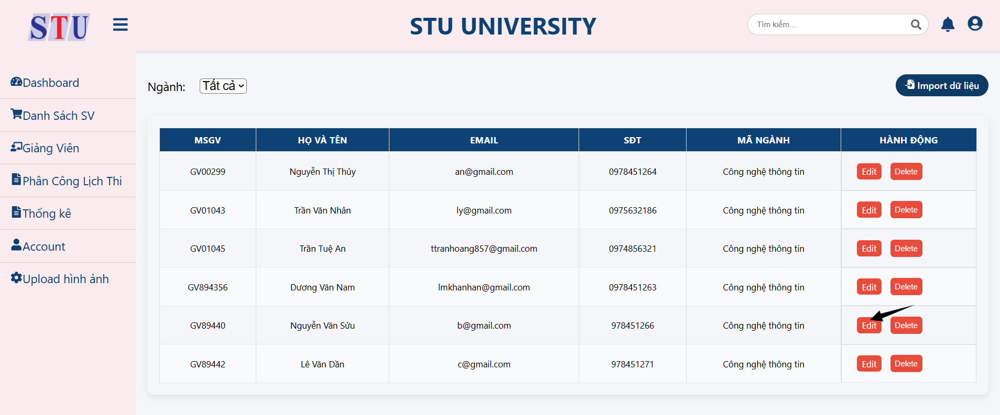 STU
STU UNIVERSITY
Tìm kiếm...
Dashboard
Danh Sách SV
Giảng Viên
Phân Công Lịch Thi
Thống kê
Account
Upload hình ảnh
Ngành: Tất cả
Import dữ liệu
MSGV HỌ VÀ TÊN EMAIL SĐT MÃ NGÀNH HÀNH ĐỘNG
GV00299 Nguyễn Thị Thủy an@gmail.com 0978451264 Công nghệ thông tin Edit Delete
GV01043 Trần Văn Nhân ly@gmail.com 0975632186 Công nghệ thông tin Edit Delete
GV01045 Trần Tuệ An ttranhoang857@gmail.com 0974856321 Công nghệ thông tin Edit Delete
GV894356 Dương Văn Nam lmkhanhan@gmail.com 0978451263 Công nghệ thông tin Edit Delete
GV89440 Nguyễn Văn Sửu b@gmail.com 978451266 Công nghệ thông tin Edit Delete
GV89442 Lê Văn Dần c@gmail.com 978451271 Công nghệ thông tin Edit Delete